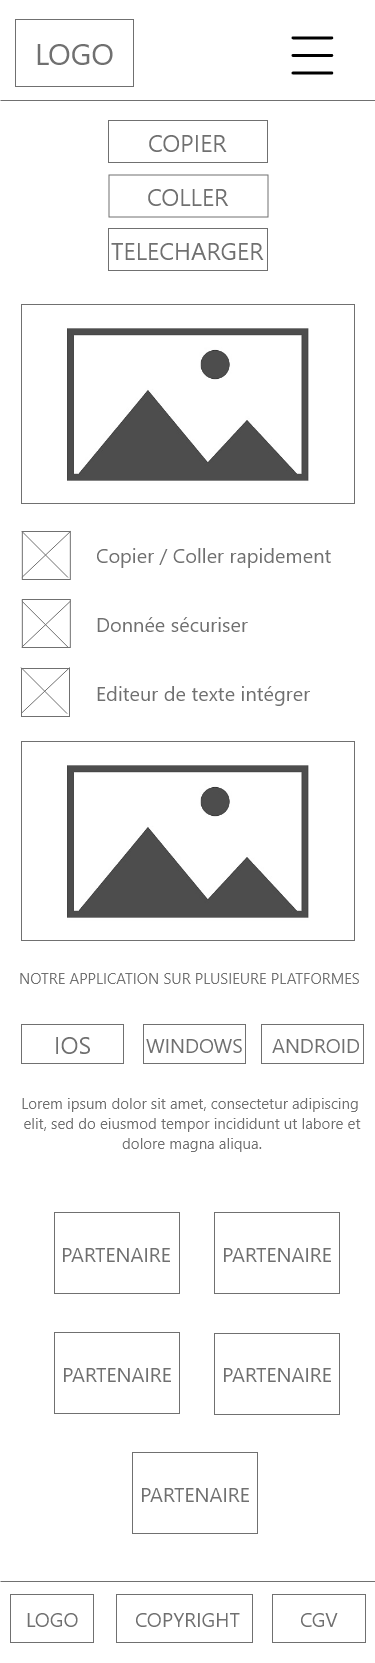 LOGO
COPIER
COLLER
TELECHARGER
Copier / Coller rapidement
Donnée sécuriser
Editeur de texte intégrer
NOTRE APPLICATION SUR PLUSIEURE PLATFORMES
IOS WINDOWS ANDROID
Lorem ipsum dolor sit amet, consectetur adipiscing
elit, sed do eiusmod tempor incididunt ut labore et
dolore magna aliqua.
PARTENAIRE PARTENAIRE
PARTENAIRE PARTENAIRE
PARTENAIRE
LOGO COPYRIGHT CGV